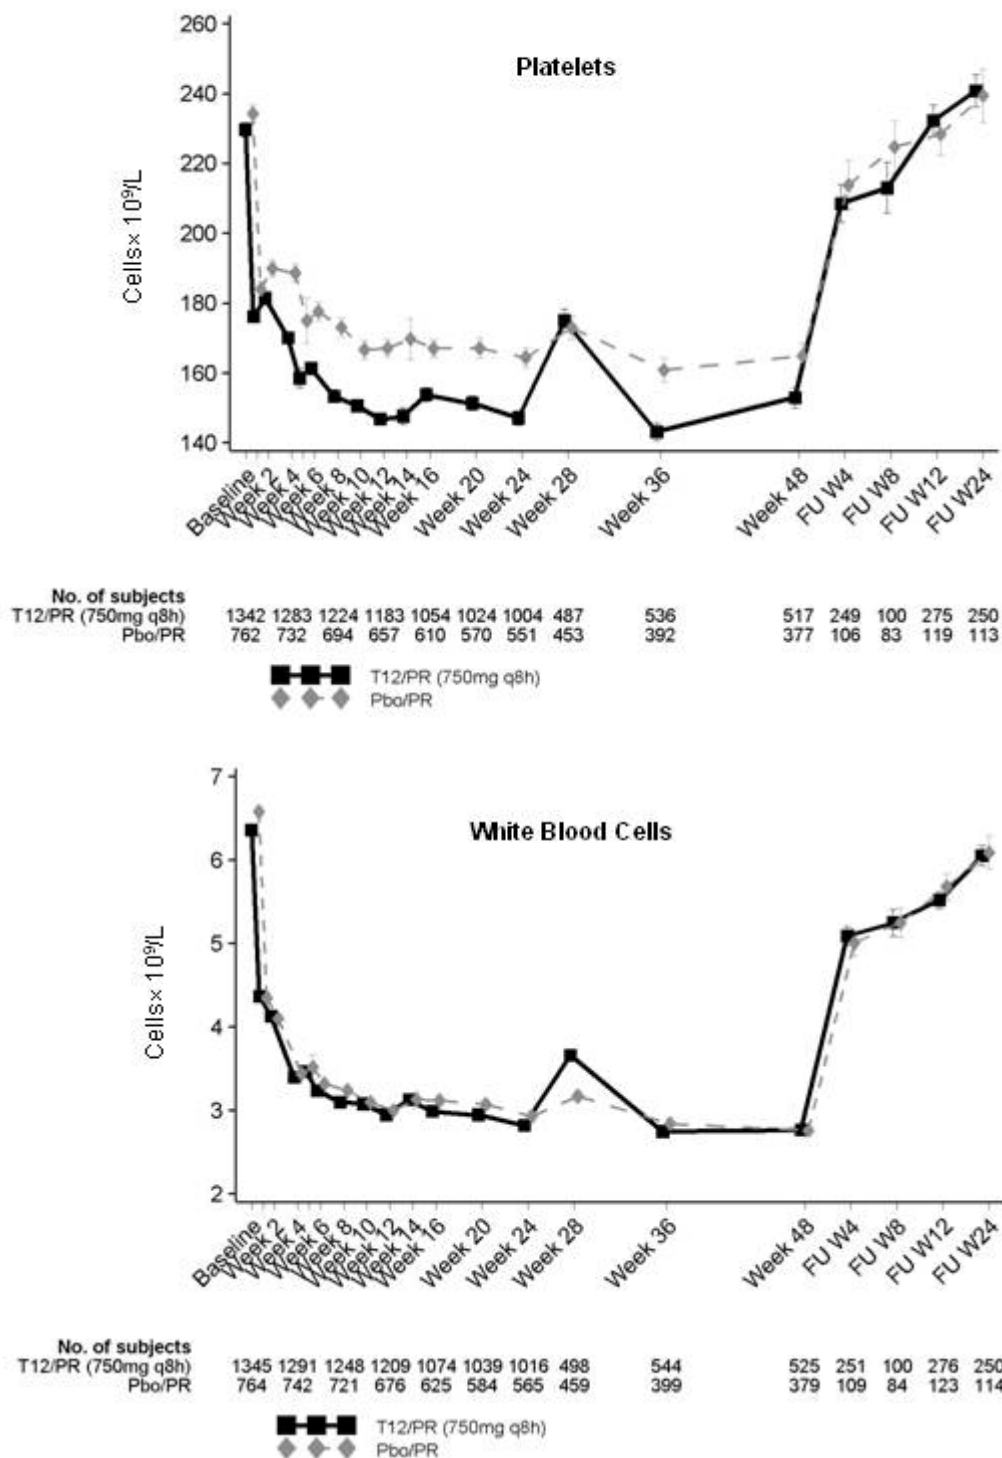 260
Platelets
240
220
200
180
160
140
Cells× 10⁹/L
Baseline
Week 2
Week 4
Week 6
Week 8
Week 10
Week 12
Week 14
Week 16
Week 20
Week 24
Week 28
Week 36
Week 48
FU W4
FU W8
FU W12
FU W24
No. of subjects
T12/PR (750mg q8h) 1342 1283 1224 1183 1054 1024 1004 487 536 517 249 100 275 250
Pbo/PR 762 732 694 657 610 570 551 453 392 377 106 83 119 113
T12/PR (750mg q8h)
Pbo/PR
7
White Blood Cells
6
5
4
3
2
Cells× 10⁹/L
Baseline
Week 2
Week 4
Week 6
Week 8
Week 10
Week 12
Week 14
Week 16
Week 20
Week 24
Week 28
Week 36
Week 48
FU W4
FU W8
FU W12
FU W24
No. of subjects
T12/PR (750mg q8h) 1345 1291 1248 1209 1074 1039 1016 498 544 525 251 100 276 250
Pbo/PR 764 742 721 676 625 584 565 459 399 379 109 84 123 114
T12/PR (750mg q8h)
Pbo/PR